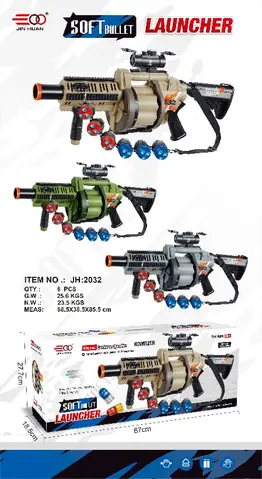 JIN HUAN
SOFT BULLET LAUNCHER
ITEM NO .: JH:2032
QTY : 6 PCS
G.W. : 25.6 KGS
N.W. : 23.5 KGS
MEAS: 68.5X38.5X85.5 cm
HOWITZER
SOFT BULLET
LAUNCHER
27.7cm
18.5cm
67cm